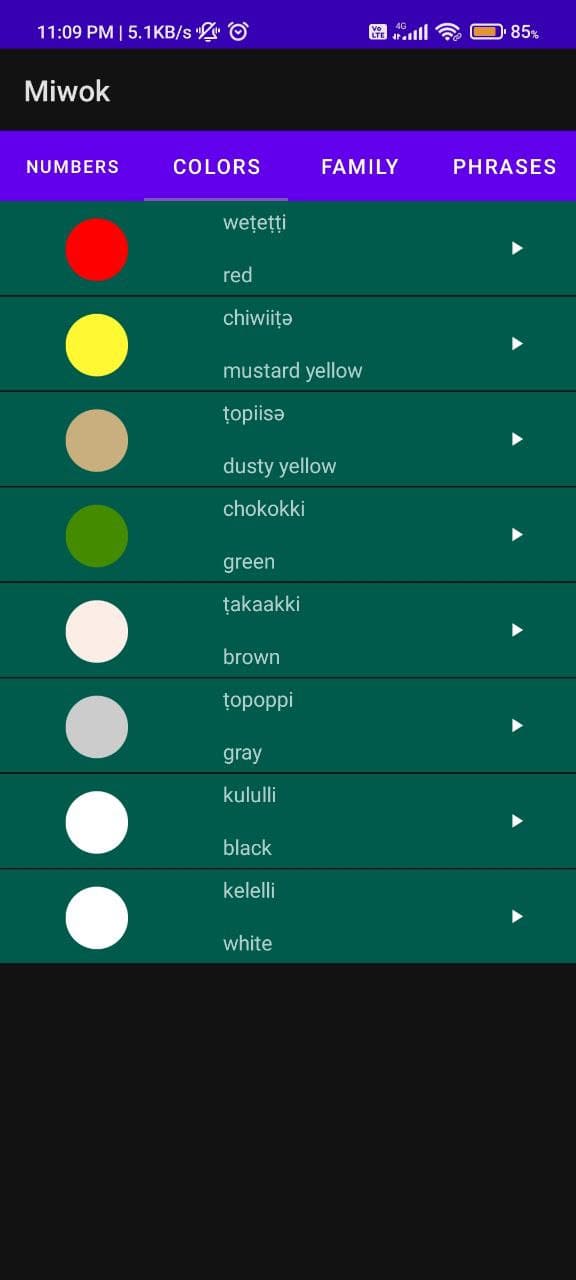 11:09 PM | 5.1KB/s Vo LTE 4G 85%
Miwok
NUMBERS COLORS FAMILY PHRASES
weṭeṭṭi
red
chiwiiṭә
mustard yellow
ṭopiisә
dusty yellow
chokokki
green
ṭakaakki
brown
ṭopoppi
gray
kululli
black
kelelli
white